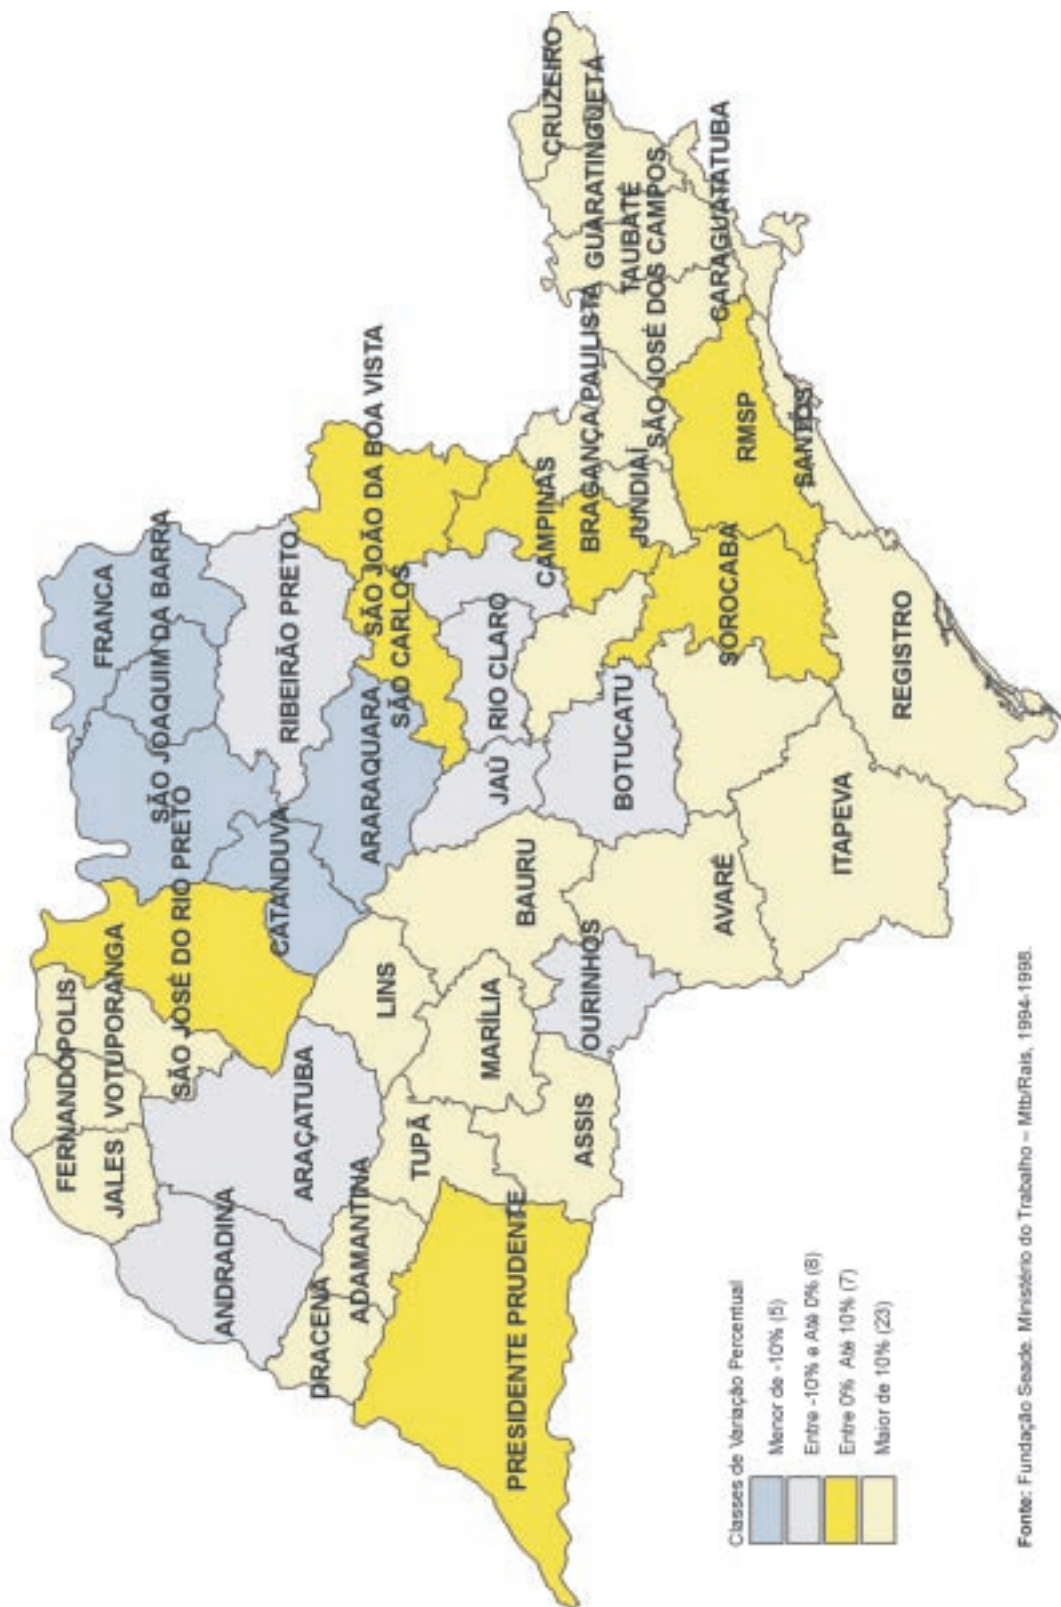 FERNANDOPOLIS
JALES
VOTUPORANGA
SÃO JOSÉ DO RIO PRETO
ANDRADINA
ARAÇATUBA
DRACENA
ADAMANTINA
PRESIDENTE PRUDENTE
TUPÃ
LINS
MARÍLIA
ASSIS
OURINHOS
BAURU
AVARÉ
ITAPEVA
CATANDUVA
ARARAQUARA
JAÚ
BOTUCATU
SÃO JOAQUIM DA BARRA
FRANCA
RIBEIRÃO PRETO
SÃO CARLOS
RIO CLARO
SÃO JOÃO DA BOA VISTA
CAMPINAS
SOROCABA
REGISTRO
BRAGANÇA PAULISTA
JUNDIAÍ
RMSP
SANTOS
SÃO JOSÉ DOS CAMPOS
TAUBATÉ
GUARATINGUETA
CRUZEIRO
CARAGUATATUBA
Classes de Variação Percentual
Menor de -10% (5)
Entre -10% e Até 0% (8)
Entre 0% Até 10% (7)
Maior de 10% (23)
Fonte: Fundação Seade. Ministério do Trabalho – Mtb/Rais, 1994-1998.